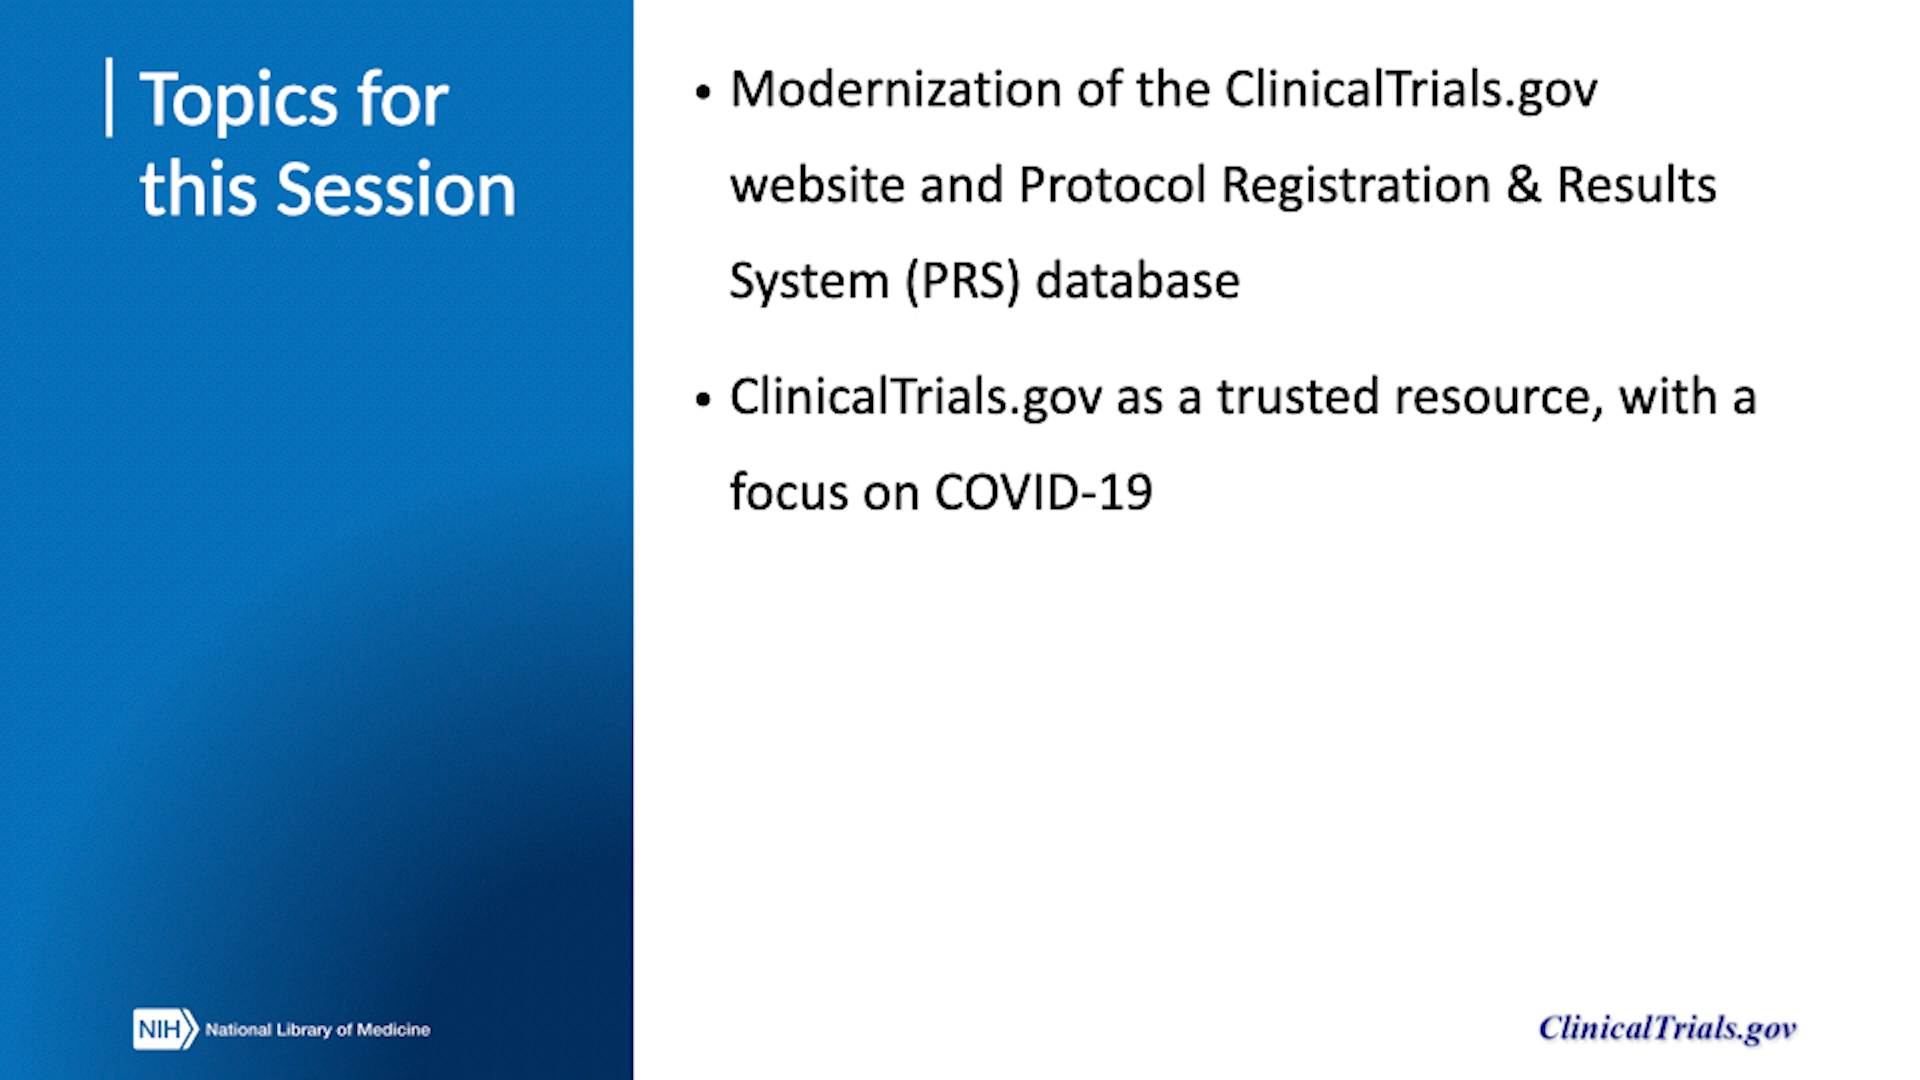 Topics for
this Session
• Modernization of the ClinicalTrials.gov
website and Protocol Registration & Results
System (PRS) database
• ClinicalTrials.gov as a trusted resource, with a
focus on COVID-19
NIH National Library of Medicine
ClinicalTrials.gov